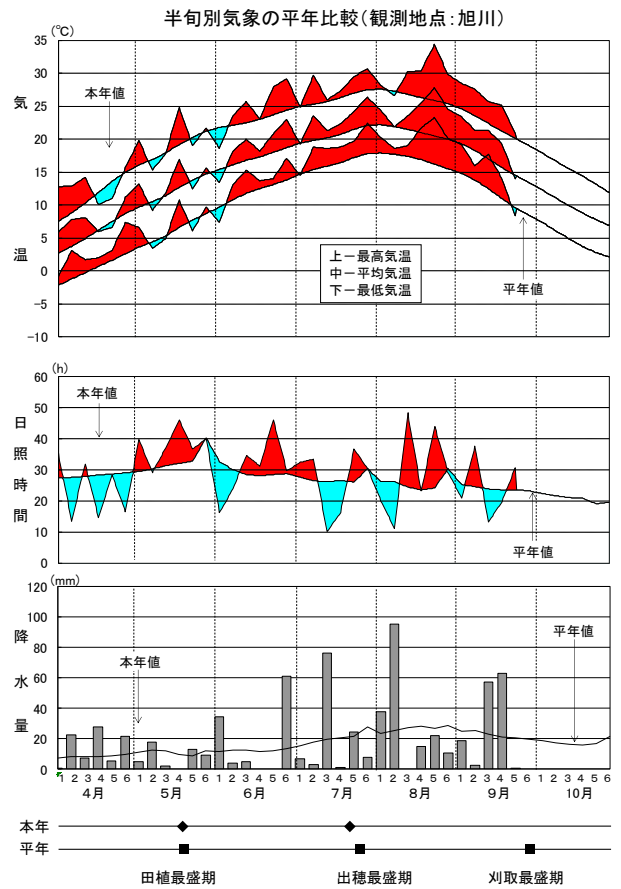 半旬別気象の平年比較(観測地点:旭川)
(℃)
35
30
25
20
15
10
5
0
−5
−10
気
温
本年値
上－最高気温
中－平均気温
下－最低気温
平年値
(h)
60
50
40
30
20
10
0
日
照
時
間
本年値
平年値
(mm)
120
100
80
60
40
20
0
降
水
量
本年値
平年値
1 2 3 4 5 6 1 2 3 4 5 6 1 2 3 4 5 6 1 2 3 4 5 6 1 2 3 4 5 6 1 2 3 4 5 6 1 2 3 4 5 6
4月 5月 6月 7月 8月 9月 10月
本年
平年
田植最盛期 出穂最盛期 刈取最盛期